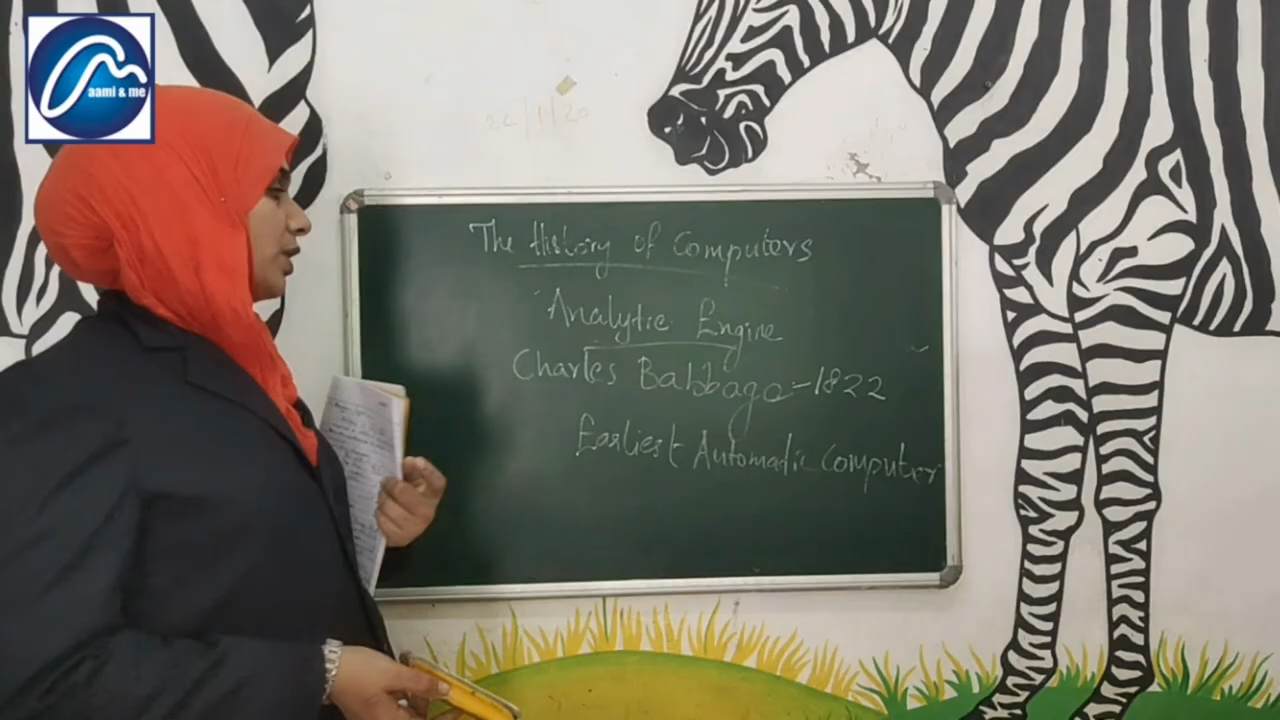 aami & me
The History of Computers
Analytic Engine
Charles Babbage - 1822
Earliest Automatic Computer